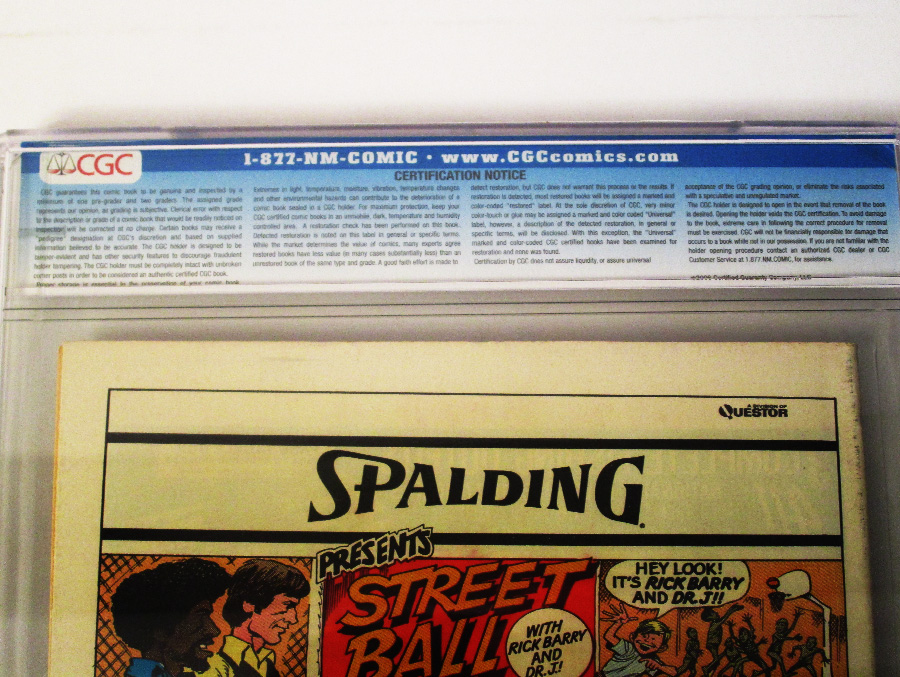 CGC
1-877-NM-COMIC • www.CGCcomics.com
CERTIFICATION NOTICE
CGC guarantees this comic book to be genuine and inspected by a
minimum of two pre-graders and two graders. The assigned grade
represents our opinion, as grading is subjective. Clerical error with respect
to the description or grade of a comic that would be readily noticed on
inspection will be corrected at no charge. Certain books may receive a
"pedigree" designation at CGC's discretion and based on supplied
information believed to be accurate. The CGC holder is designed to be
tamper-evident and has other security features to discourage fraudulent
holder tampering. The CGC holder must be completely intact with unbroken
corner posts in order to be considered an authentic certified CGC book.
Proper storage is essential in the preservation of your comic book.
Extremes in light, temperature, moisture, vibration, temperature changes
and other environmental hazards can contribute to the deterioration of a
comic book sealed in a CGC holder. For maximum protection, keep your
CGC certified comic books in an immobile, dark, temperature and humidity
controlled area. A restoration check has been performed on this book.
Detected restoration is noted on this label in general or specific terms.
While the market determines the value of comics, many experts agree
restored books have less value (in many cases substantially less) than an
unrestored book of the same type and grade. A good faith effort is made to
detect restoration, but CGC does not warrant this process or the results. If
restoration is detected, most restored books will be assigned a marked and
color-coded "restored" label. At the sole discretion of CGC, very minor
color-touch or glue may be assigned a marked and color coded "Universal"
label, however, a description of the detected restoration, in general or
specific terms, will be disclosed. With this exception, the "Universal"
marked and color-coded CGC certified books have been examined for
restoration and none was found.
Certification by CGC does not assure liquidity, or assure universal
acceptance of the CGC grading opinion, or eliminate the risks associated
with a speculative and unregulated market.
The CGC holder is designed to open in the event that removal of the book
is desired. Opening the holder voids the CGC certification. To avoid damage
to the book, extreme care in following the correct procedure for removal
must be exercised. CGC will not be financially responsible for damage that
occurs to a book while not in our possession. If you are not familiar with the
holder opening procedure contact an authorized CGC dealer or CGC
Customer Service at 1.877.NM.COMIC, for assistance.
Certified Guaranty Company, LLC
A DIVISION OF
QUESTOR
SPALDING
PRESENTS
STREET
BALL
WITH
RICK BARRY
AND
DR.J!
HEY LOOK!
IT'S RICK BARRY
AND DR.J!!